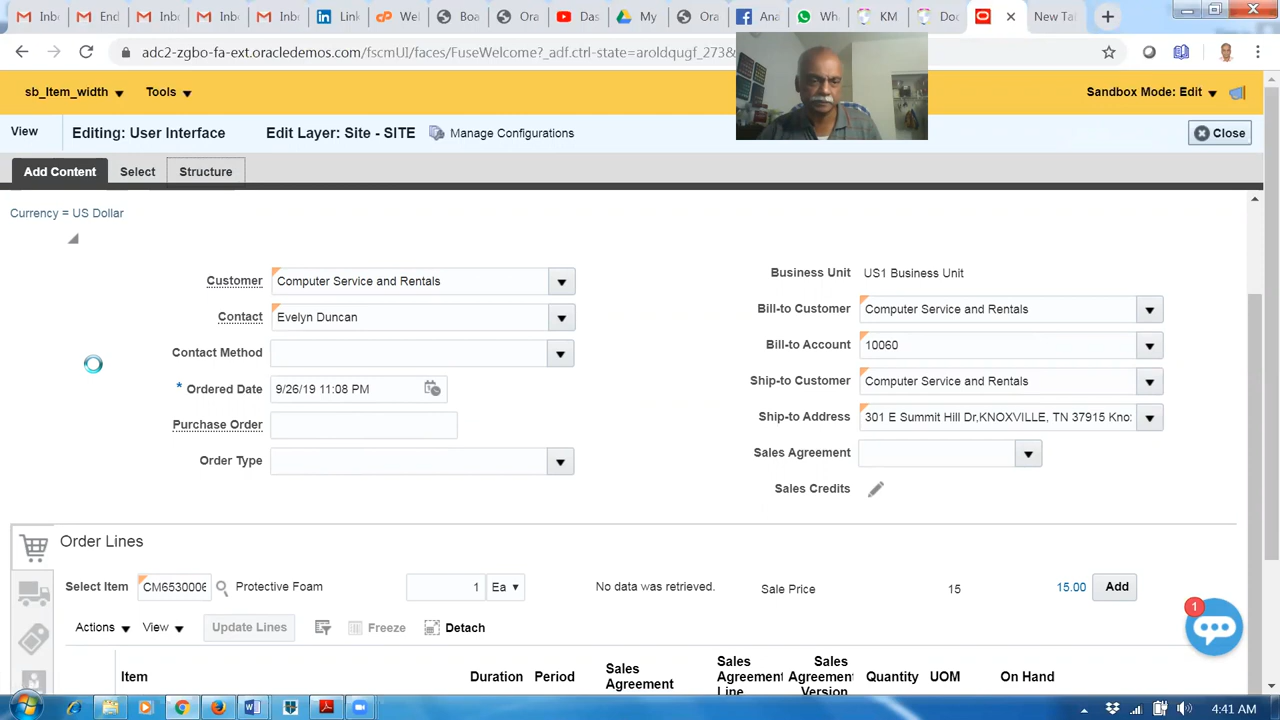 Inb
End
Inb
Inb
Inb
Link
Wel
Boa
Or
Das
My
Ora
Ana
Wha
KM
Do
New Tal
adc2-zgbo-fa-ext.oracledemos.com/fscmUI/faces/FuseWelcome?_adf.ctrl-state=aroldqugf_273&
sb_Item_width Tools Sandbox Mode: Edit
View Editing: User Interface Edit Layer: Site - SITE Manage Configurations Close
Add Content Select Structure
Currency = US Dollar
Customer Computer Service and Rentals
Contact Evelyn Duncan
Contact Method
* Ordered Date 9/26/19 11:08 PM
Purchase Order
Order Type
Business Unit US1 Business Unit
Bill-to Customer Computer Service and Rentals
Bill-to Account 10060
Ship-to Customer Computer Service and Rentals
Ship-to Address 301 E Summit Hill Dr,KNOXVILLE, TN 37915 Kno
Sales Agreement
Sales Credits
Order Lines
Select Item CM6530006 Protective Foam 1 Ea No data was retrieved. Sale Price 15 15.00 Add
Actions View Update Lines Freeze Detach
1
Item Duration Period Sales Agreement Sales Agreement Line Sales Agreement Version Quantity UOM On Hand
4:41 AM